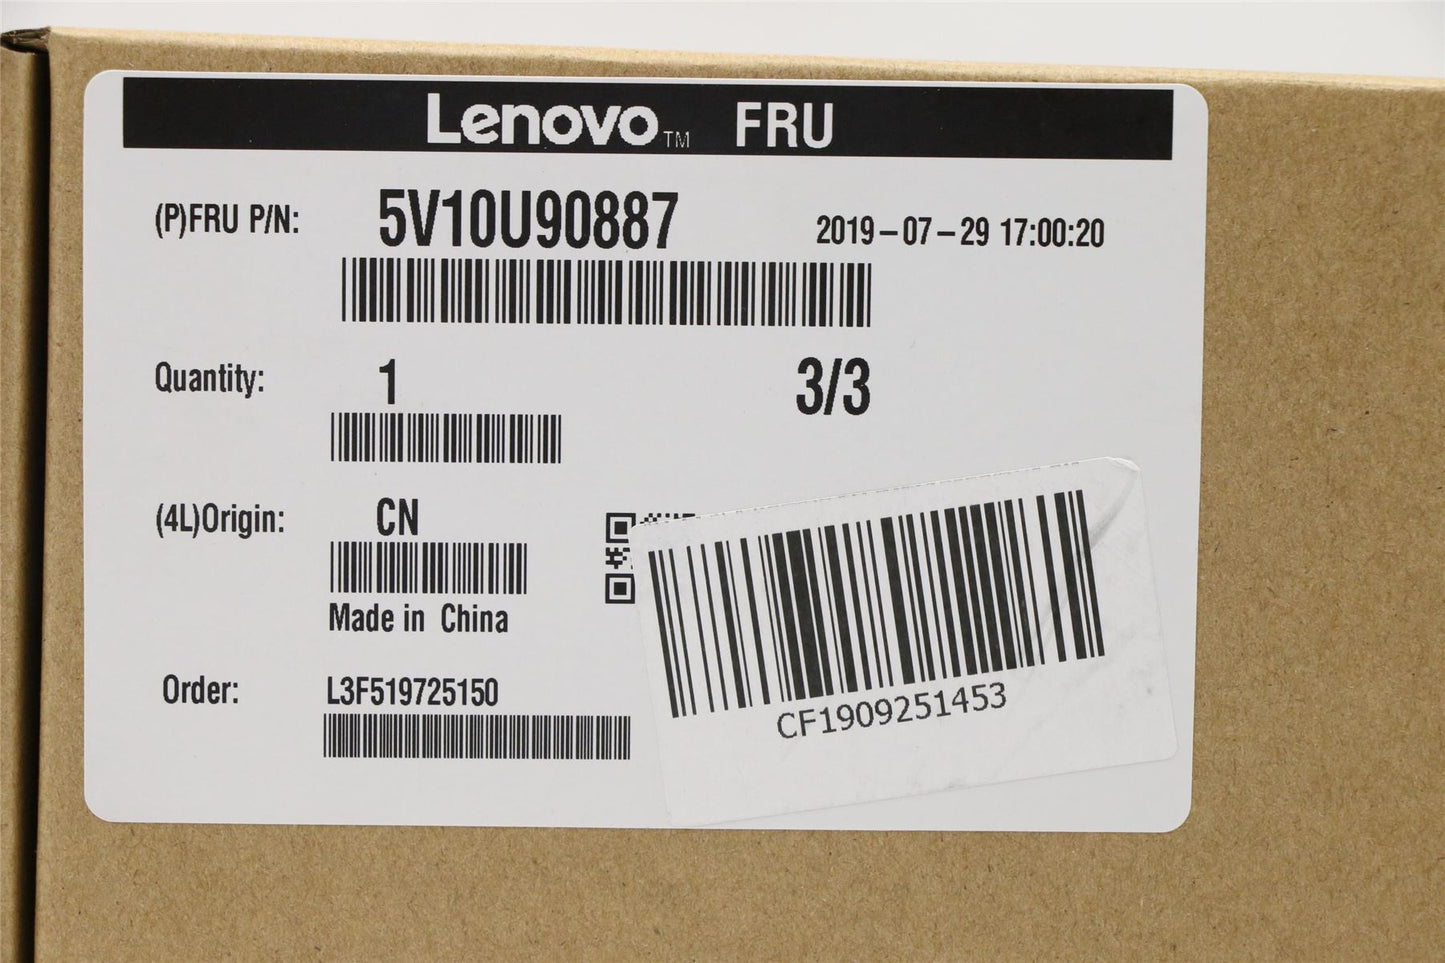 Lenovo™ FRU
(P)FRU P/N: 5V10U90887 2019-07-29 17:00:20
Quantity: 1 3/3
(4L)Origin: CN
Made in China
Order: L3F519725150
CF1909251453